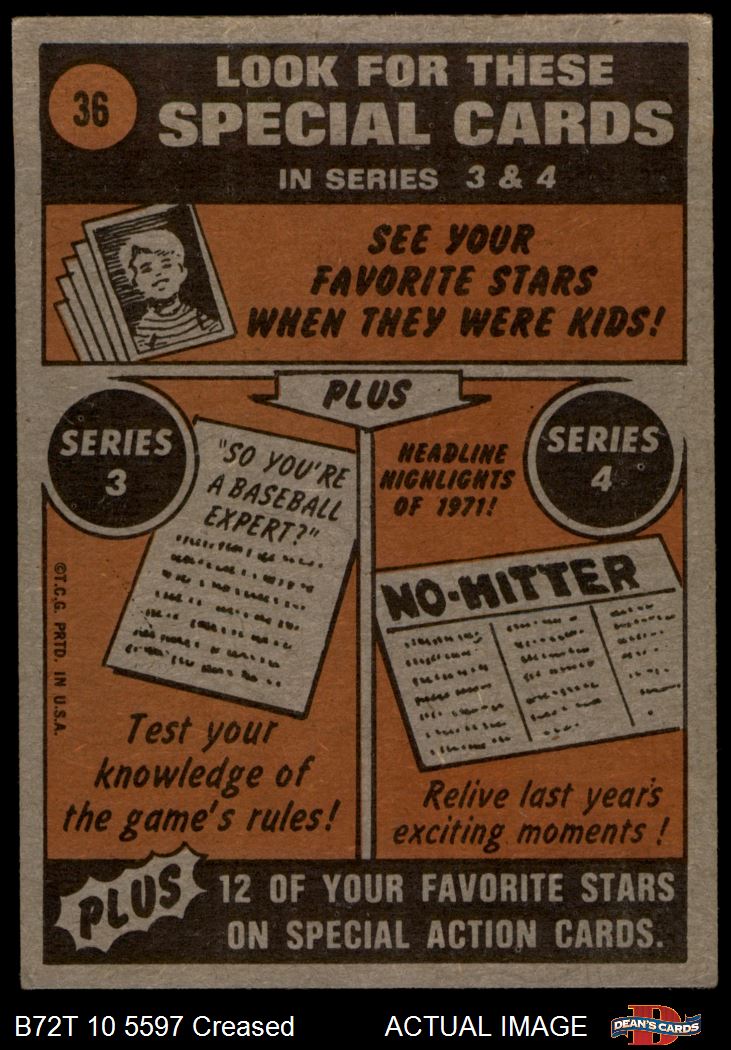 36
LOOK FOR THESE
SPECIAL CARDS
IN SERIES 3 & 4
SEE YOUR
FAVORITE STARS
WHEN THEY WERE KIDS!
PLUS
SERIES
3
"SO YOU'RE
A BASEBALL
EXPERT?"
HEADLINE
HIGHLIGHTS
OF 1971!
SERIES
4
NO-HITTER
©T.C.G. PRTD. IN U.S.A.
Test your
knowledge of
the game's rules!
Relive last year's
exciting moments!
PLUS
12 OF YOUR FAVORITE STARS
ON SPECIAL ACTION CARDS.
B72T 10 5597 Creased
ACTUAL IMAGE
D
DEAN'S CARDS